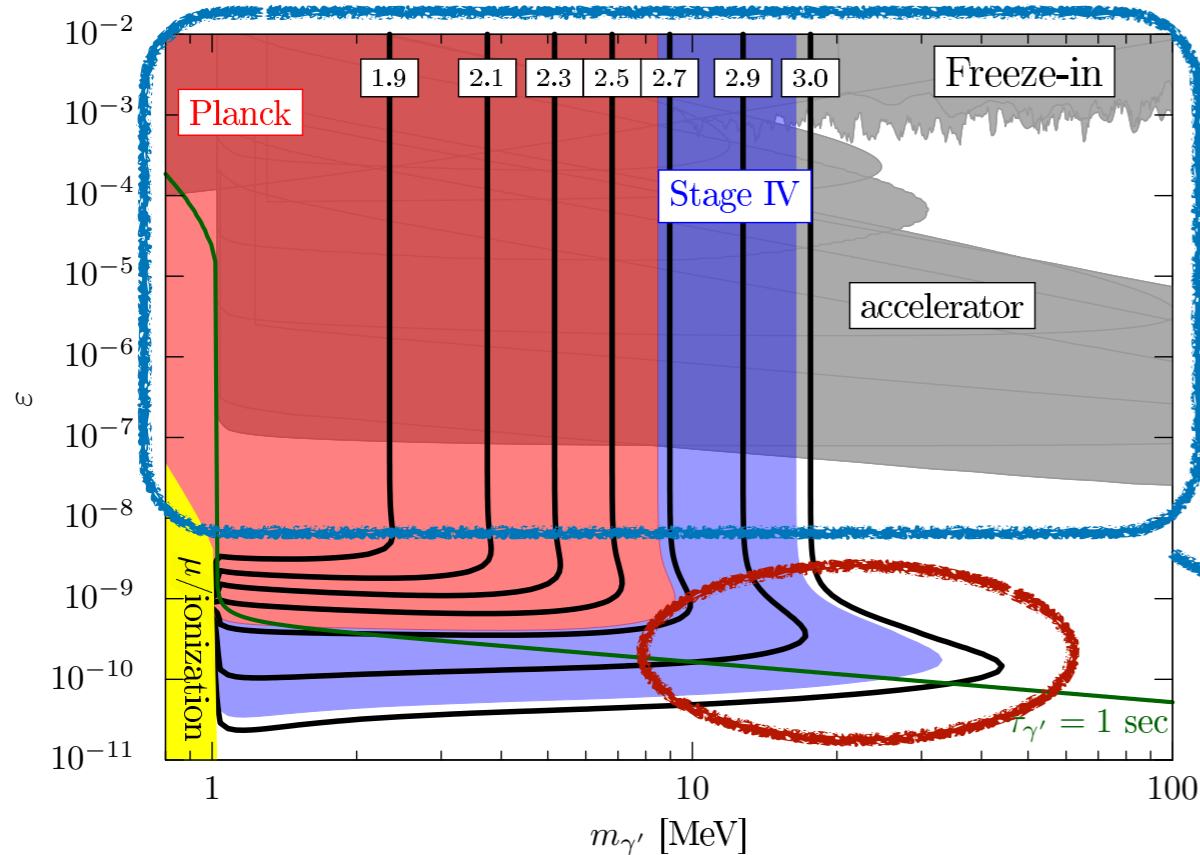 10⁻²
10⁻³
10⁻⁴
10⁻⁵
10⁻⁶
10⁻⁷
10⁻⁸
10⁻⁹
10⁻¹⁰
10⁻¹¹
ε
1.9
2.1
2.3
2.5
2.7
2.9
3.0
Freeze-in
Planck
Stage IV
accelerator
μ/ionization
τ_γ′ = 1 sec
1
10
100
m_γ′ [MeV]